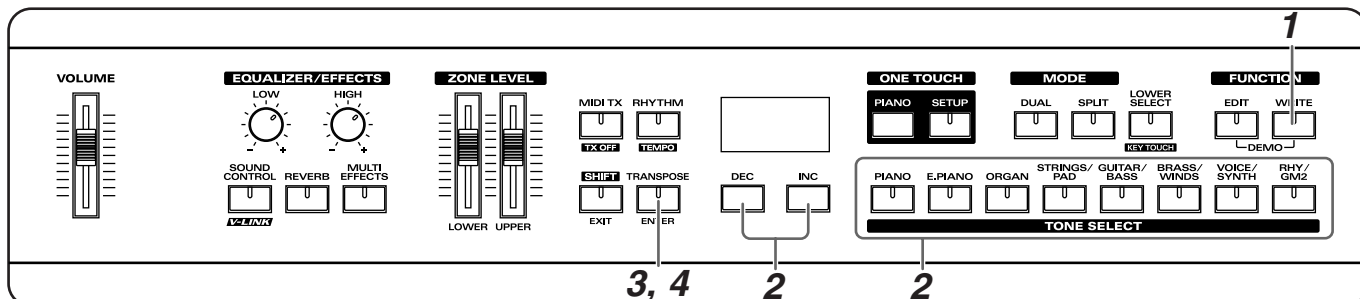 1
VOLUME
EQUALIZER/EFFECTS
LOW
HIGH
- +
- +
SOUND CONTROL
REVERB
MULTI EFFECTS
V-LINK
ZONE LEVEL
LOWER UPPER
MIDI TX
RHYTHM
TX OFF
TEMPO
SHIFT
TRANSPOSE
EXIT
ENTER
DEC
INC
ONE TOUCH
PIANO
SETUP
MODE
DUAL
SPLIT
LOWER SELECT
KEY TOUCH
FUNCTION
EDIT
WRITE
DEMO
PIANO
E.PIANO
ORGAN
STRINGS/ PAD
GUITAR/ BASS
BRASS/ WINDS
VOICE/ SYNTH
RHY/ GM2
TONE SELECT
3, 4
2
2